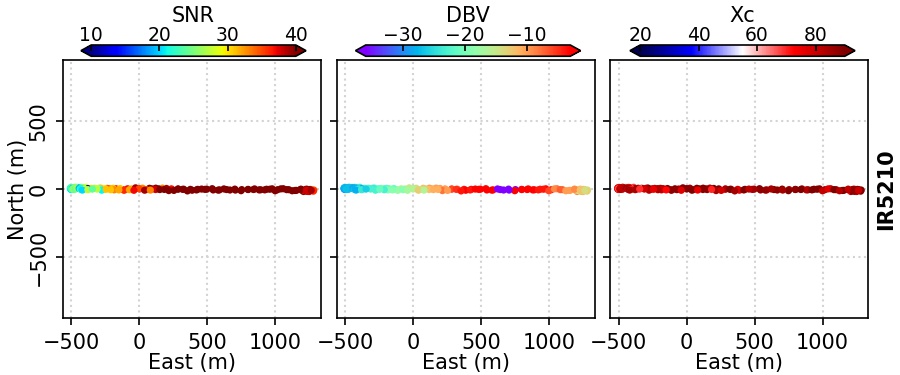 SNR DBV Xc
10 20 30 40 −30 −20 −10 20 40 60 80
500
0
−500
North (m)
IR5210
−500 0 500 1000 −500 0 500 1000 −500 0 500 1000
East (m) East (m) East (m)